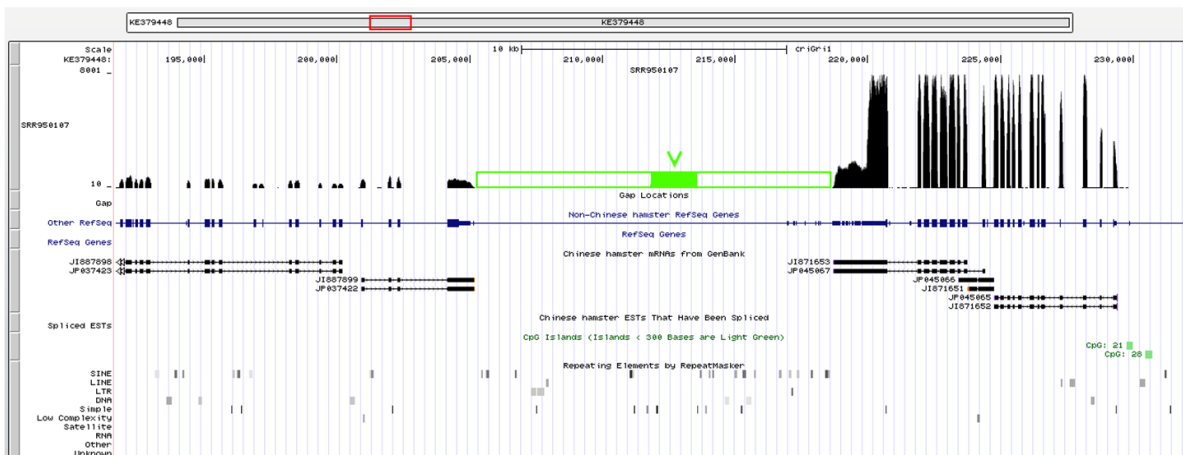 KE379448 KE379448
Scale 10 kb criGri1
KE379448: 195,000 200,000 205,000 210,000 215,000 220,000 225,000 230,000
8001 _ SRR950107
SRR950107
10 _
Gap Gap Locations
Other RefSeq Non-Chinese hamster RefSeq Genes
RefSeq Genes RefSeq Genes
Chinese hamster mRNAs from GenBank
JI887898 JI871653
JP037423 JP045067
JI887899 JP045066
JP037422 JI871651
JP045065
JI871652
Chinese hamster ESTs That Have Been Spliced
Spliced ESTs
CpG Islands (Islands < 300 Bases are Light Green)
CpG: 21
CpG: 28
Repeating Elements by RepeatMasker
SINE
LINE
LTR
DNA
Simple
Low Complexity
Satellite
RNA
Other
Unknown